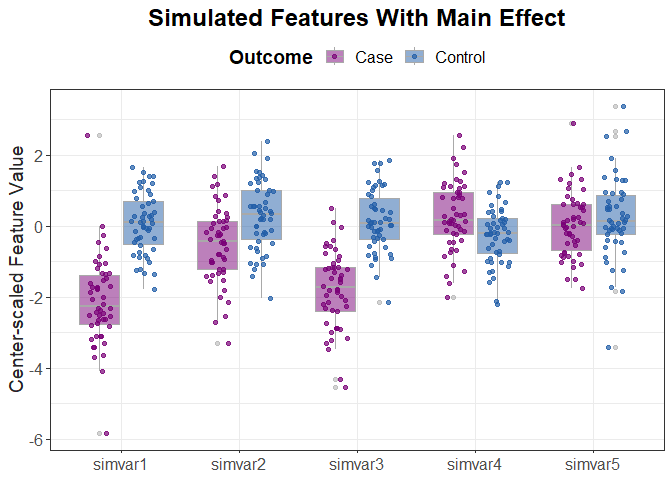 Simulated Features With Main Effect
Outcome Case Control
Center-scaled Feature Value
2
0
-2
-4
-6
simvar1 simvar2 simvar3 simvar4 simvar5